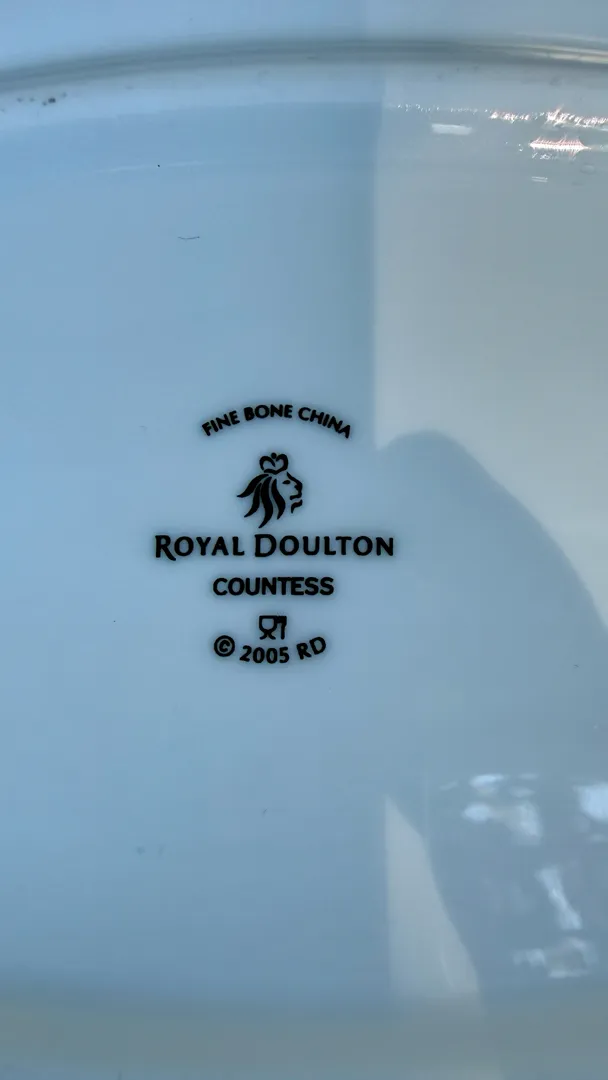 FINE BONE CHINA
ROYAL DOULTON
COUNTESS
© 2005 RD